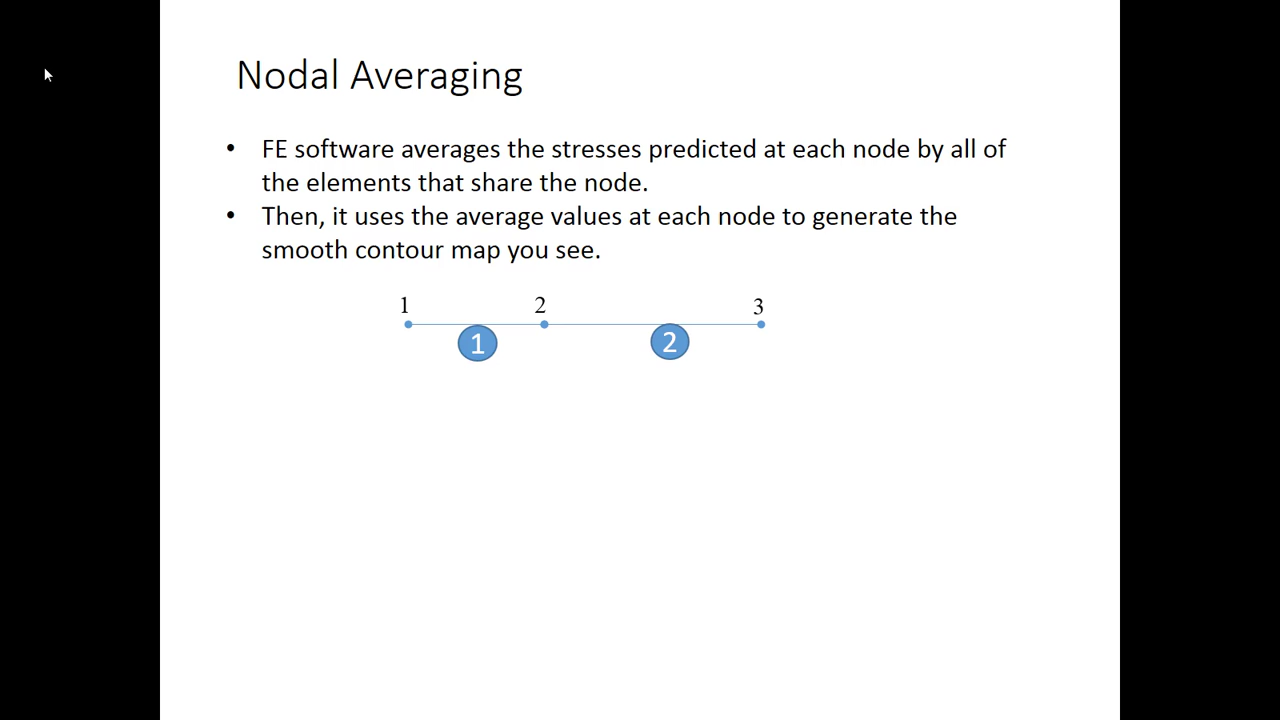 Nodal Averaging
• FE software averages the stresses predicted at each node by all of
the elements that share the node.
• Then, it uses the average values at each node to generate the
smooth contour map you see.
1 2 3
1 2